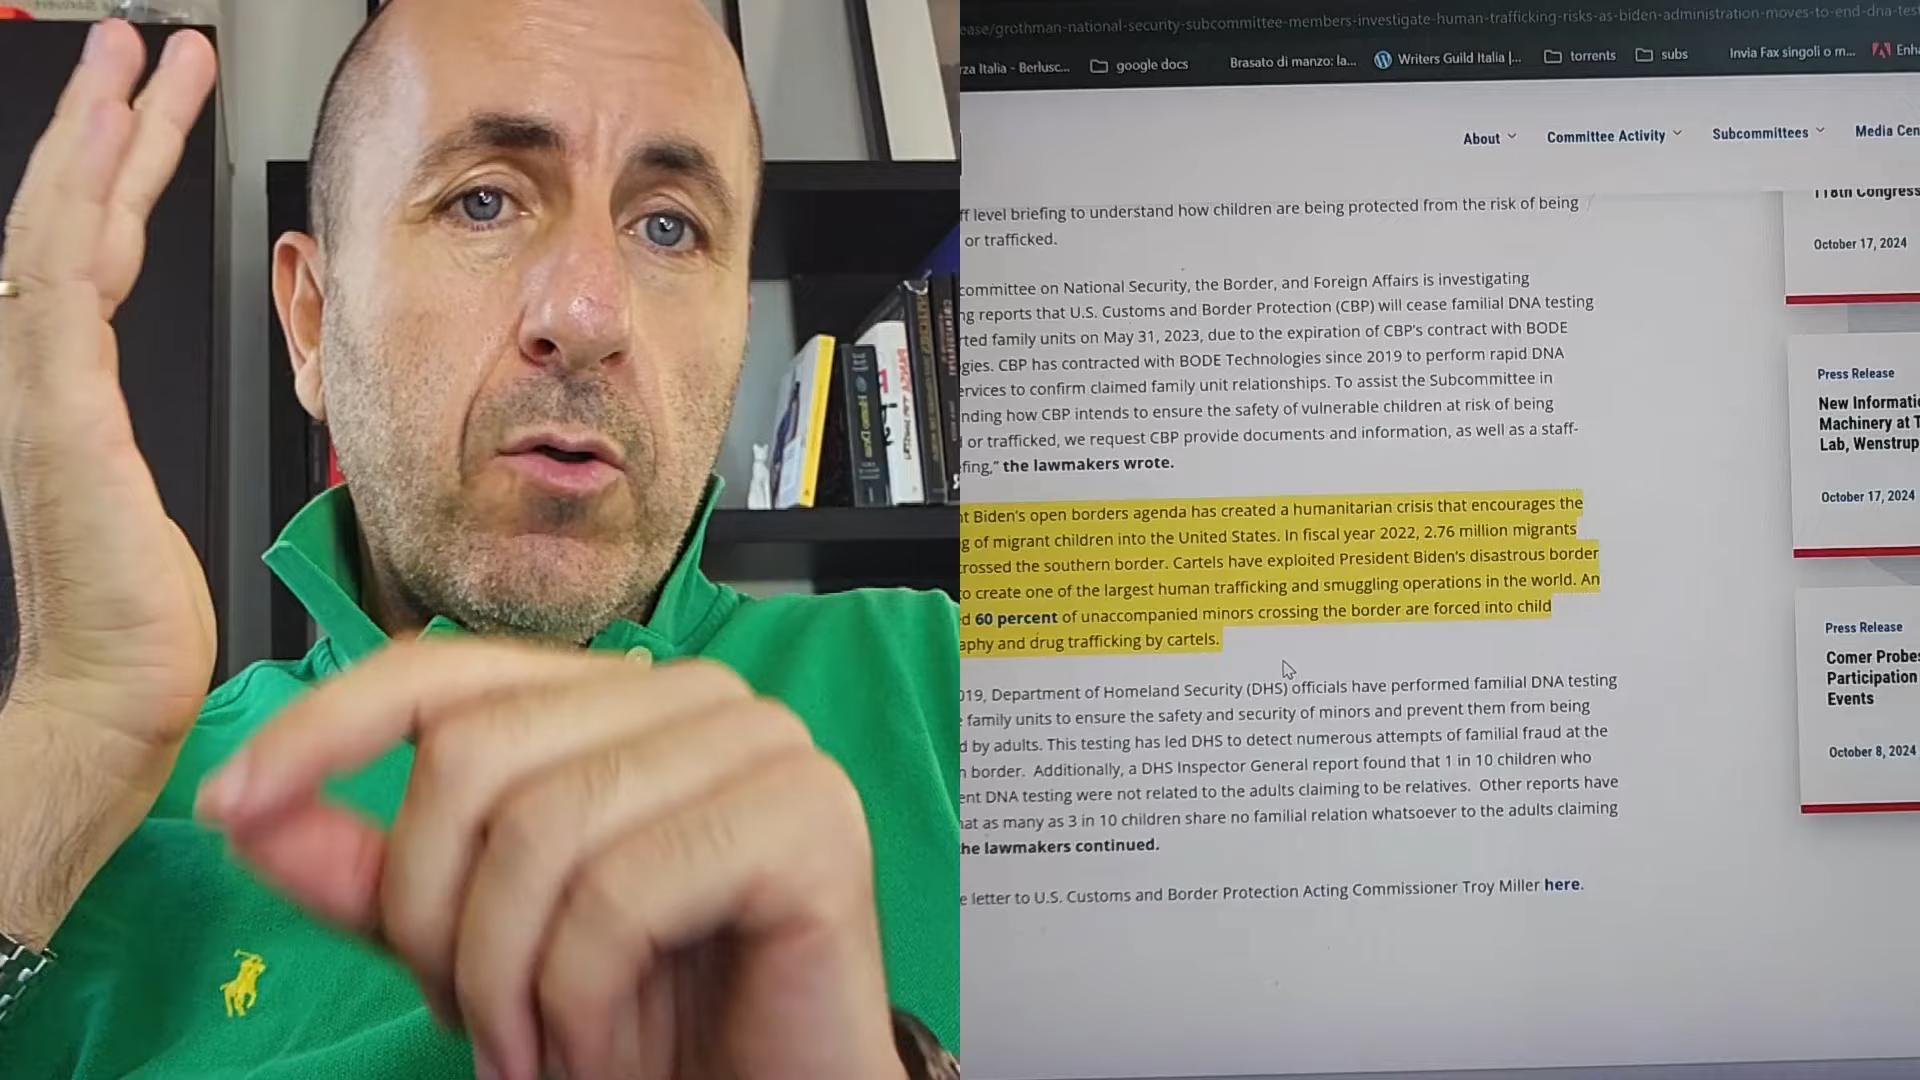 ease/grothman-national-security-subcommittee-members-investigate-human-trafficking-risks-as-biden-administration-moves-to-end-dna-test
rza Italia - Berlusc...
google docs
Brasato di manzo: la...
Writers Guild Italia |...
torrents
subs
Invia Fax singoli o m...
Enha
About
Committee Activity
Subcommittees
Media Cen
ff level briefing to understand how children are being protected from the risk of being
or trafficked.
committee on National Security, the Border, and Foreign Affairs is investigating
ng reports that U.S. Customs and Border Protection (CBP) will cease familial DNA testing
rted family units on May 31, 2023, due to the expiration of CBP's contract with BODE
gies. CBP has contracted with BODE Technologies since 2019 to perform rapid DNA
ervices to confirm claimed family unit relationships. To assist the Subcommittee in
nding how CBP intends to ensure the safety of vulnerable children at risk of being
or trafficked, we request CBP provide documents and information, as well as a staff-
fing," the lawmakers wrote.
nt Biden's open borders agenda has created a humanitarian crisis that encourages the
g of migrant children into the United States. In fiscal year 2022, 2.76 million migrants
crossed the southern border. Cartels have exploited President Biden's disastrous border
to create one of the largest human trafficking and smuggling operations in the world. An
d 60 percent of unaccompanied minors crossing the border are forced into child
aphy and drug trafficking by cartels.
019, Department of Homeland Security (DHS) officials have performed familial DNA testing
family units to ensure the safety and security of minors and prevent them from being
d by adults. This testing has led DHS to detect numerous attempts of familial fraud at the
n border. Additionally, a DHS Inspector General report found that 1 in 10 children who
ent DNA testing were not related to the adults claiming to be relatives. Other reports have
hat as many as 3 in 10 children share no familial relation whatsoever to the adults claiming
he lawmakers continued.
e letter to U.S. Customs and Border Protection Acting Commissioner Troy Miller here.
118th Congress
October 17, 2024
Press Release
New Informatio
Machinery at T
Lab, Wenstrup
October 17, 2024
Press Release
Comer Probes
Participation
Events
October 8, 2024